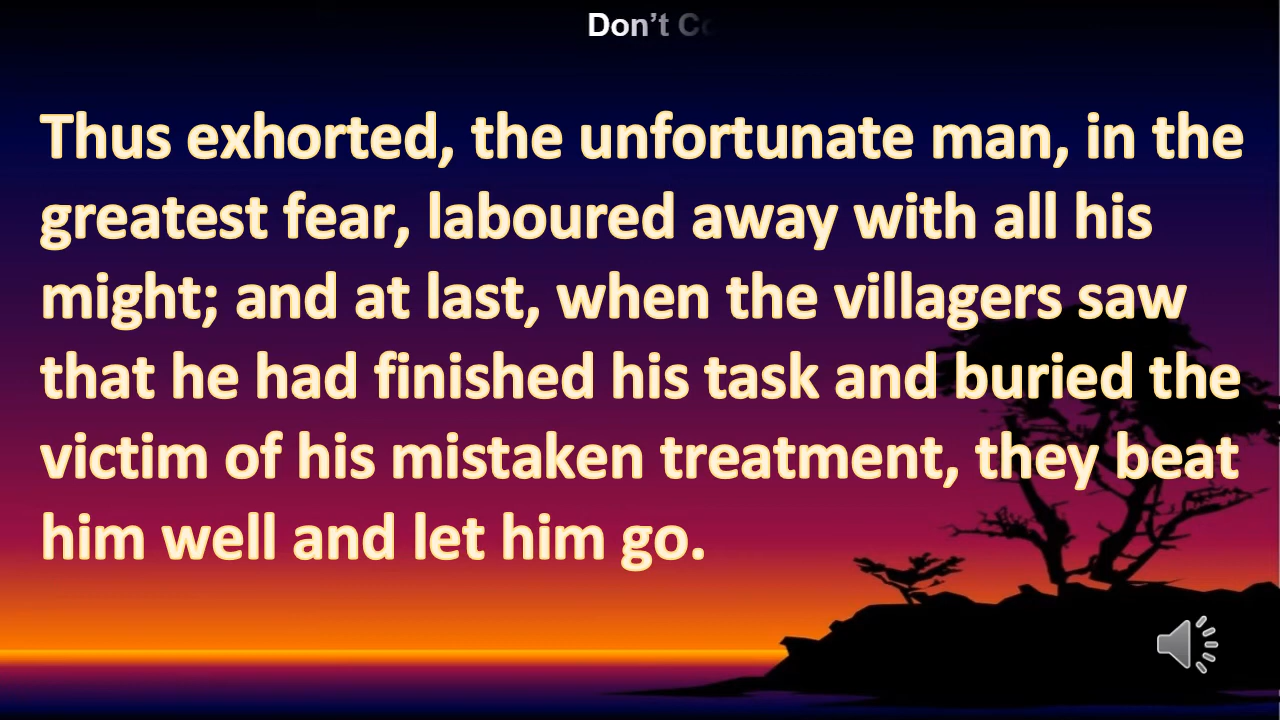 Don’t
Thus exhorted, the unfortunate man, in the
greatest fear, laboured away with all his
might; and at last, when the villagers saw
that he had finished his task and buried the
victim of his mistaken treatment, they beat
him well and let him go.